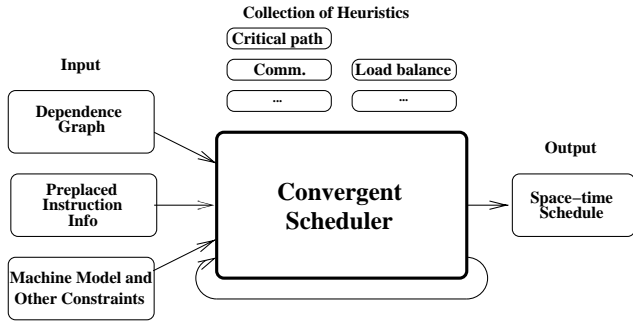 Collection of Heuristics
Critical path
Input
Comm.
Load balance
...
...
Dependence
Graph
Output
Preplaced
Instruction
Info
Convergent
Scheduler
Space-time
Schedule
Machine Model and
Other Constraints